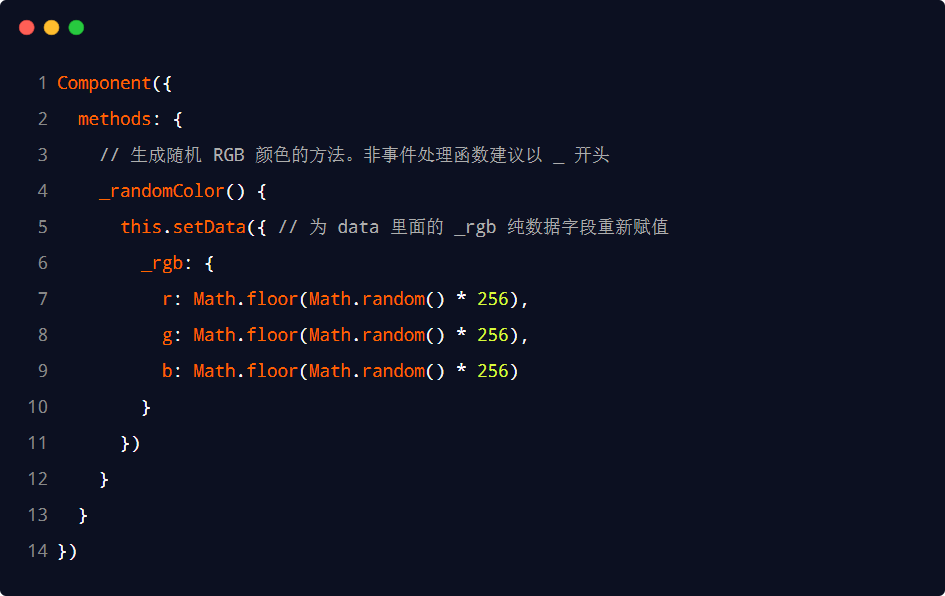 1 Component({
2   methods: {
3     // 生成随机 RGB 颜色的方法。非事件处理函数建议以 _ 开头
4     _randomColor() {
5       this.setData({ // 为 data 里面的 _rgb 纯数据字段重新赋值
6         _rgb: {
7           r: Math.floor(Math.random() * 256),
8           g: Math.floor(Math.random() * 256),
9           b: Math.floor(Math.random() * 256)
10         }
11       })
12     }
13   }
14 })